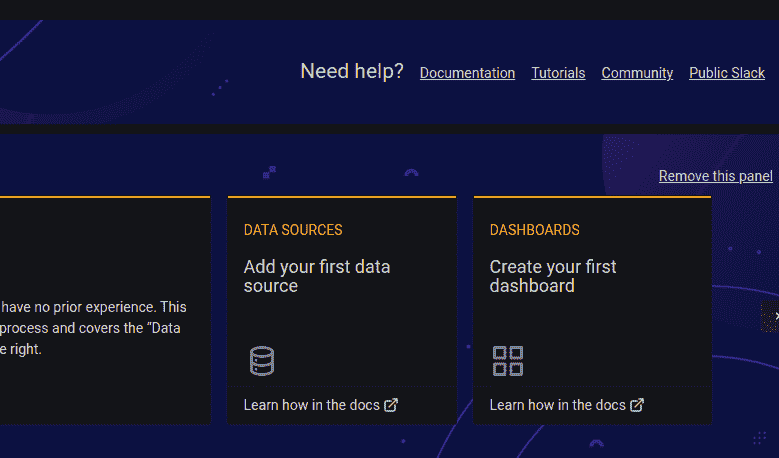 Need help? Documentation Tutorials Community Public Slack
Remove this panel
have no prior experience. This
process and covers the "Data
e right.
DATA SOURCES
Add your first data
source
Learn how in the docs
DASHBOARDS
Create your first
dashboard
Learn how in the docs